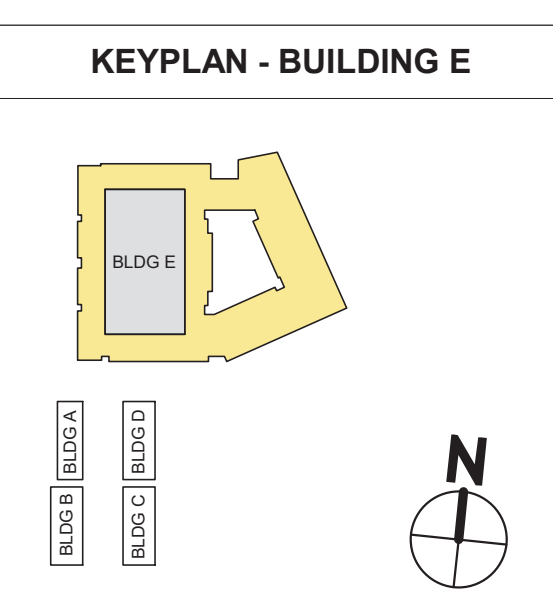 KEYPLAN - BUILDING E
BLDG E
BLDG A
BLDG D
BLDG B
BLDG C
N